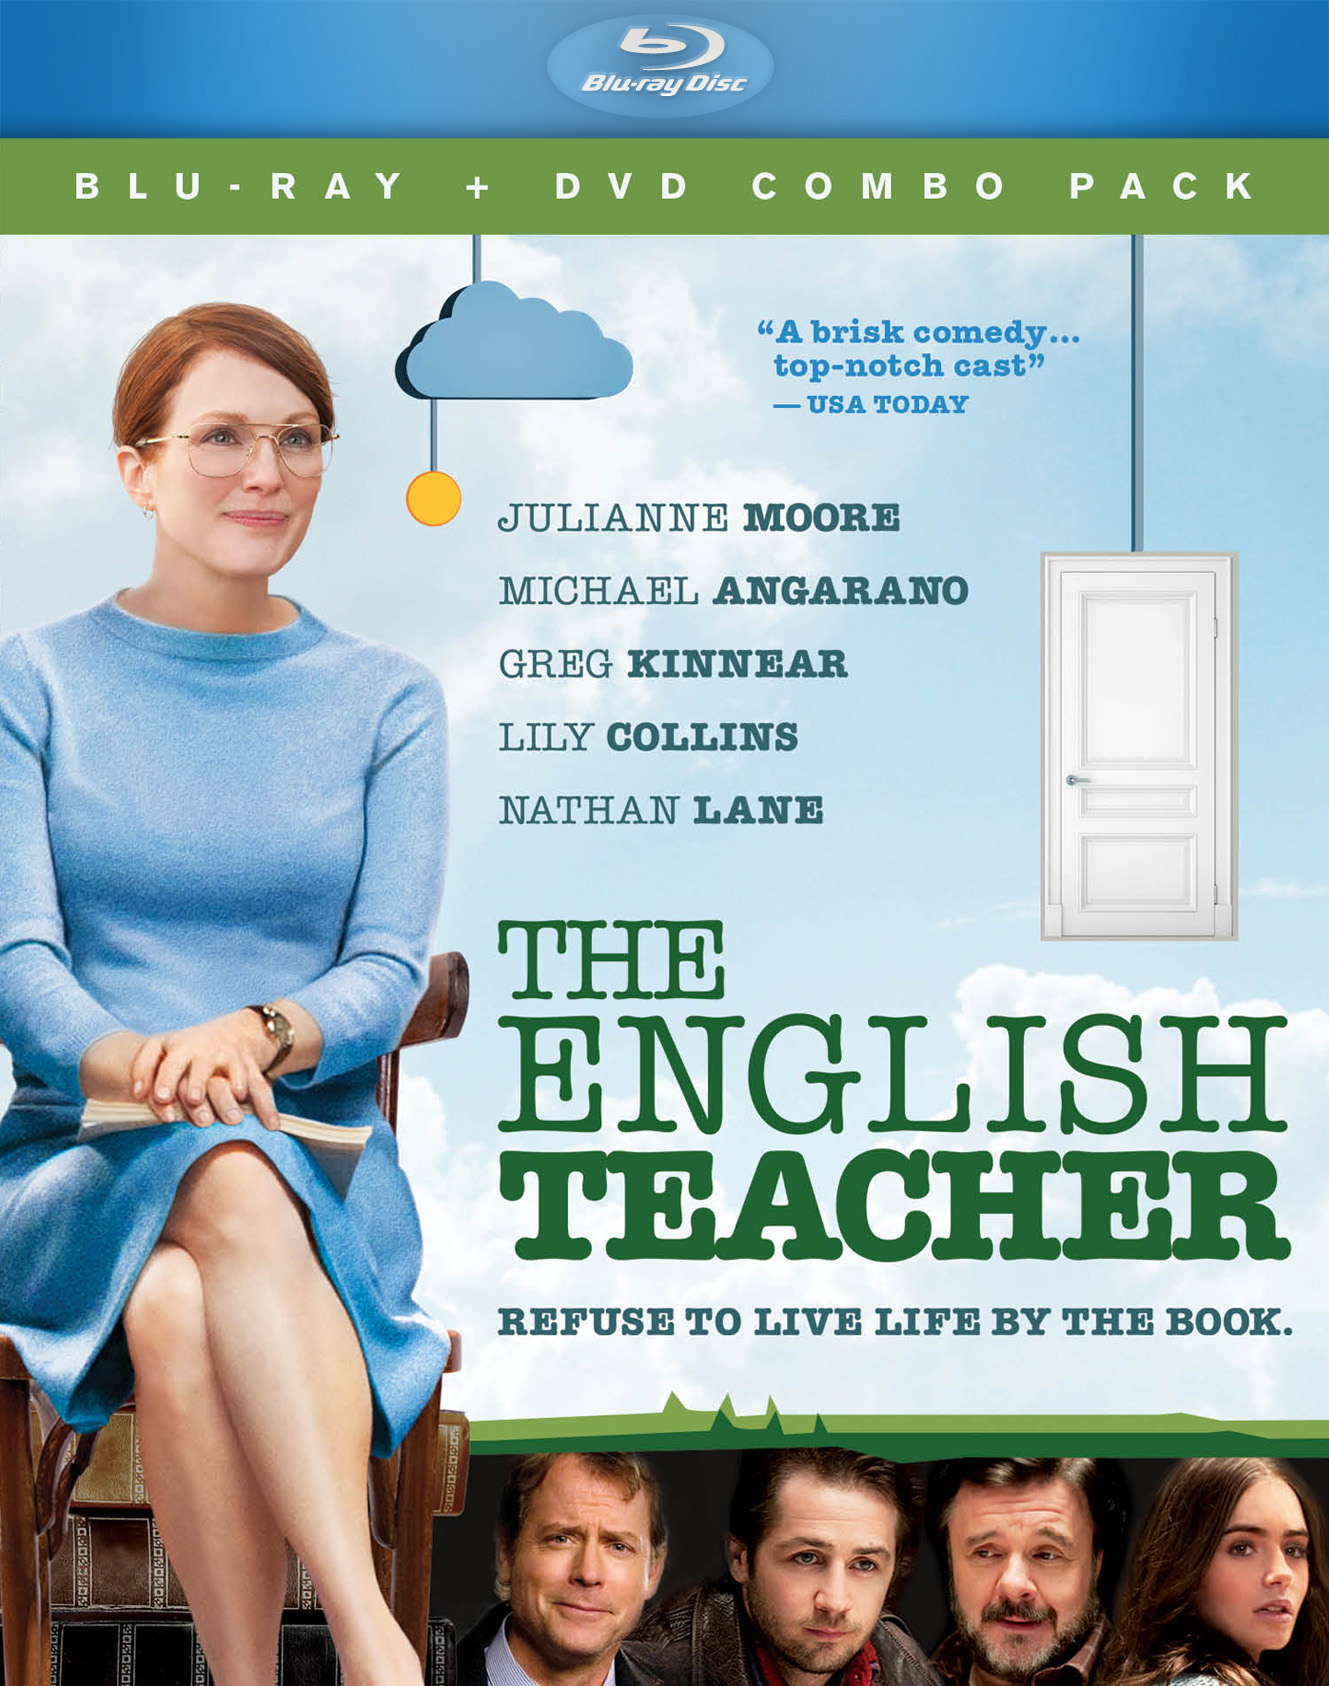 Blu-ray Disc
BLU-RAY + DVD COMBO PACK
“A brisk comedy...
top-notch cast”
— USA TODAY
JULIANNE MOORE
MICHAEL ANGARANO
GREG KINNEAR
LILY COLLINS
NATHAN LANE
THE
ENGLISH
TEACHER
REFUSE TO LIVE LIFE BY THE BOOK.